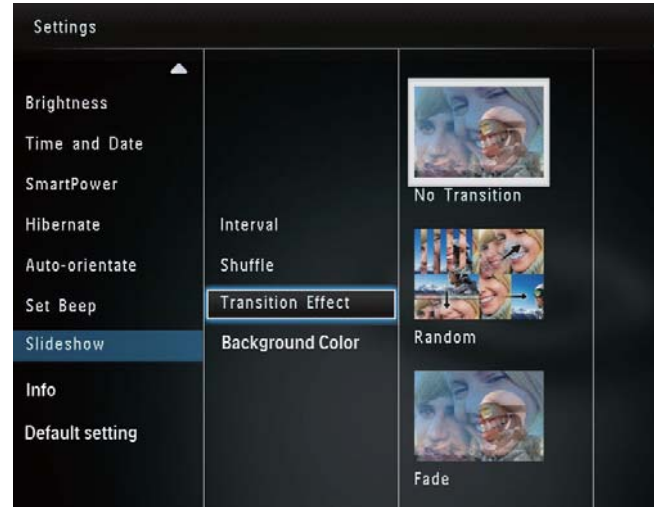 Settings
Brightness
Time and Date
SmartPower
Hibernate
Auto-orientate
Set Beep
Slideshow
Info
Default setting
Interval
Shuffle
Transition Effect
Background Color
No Transition
Random
Fade